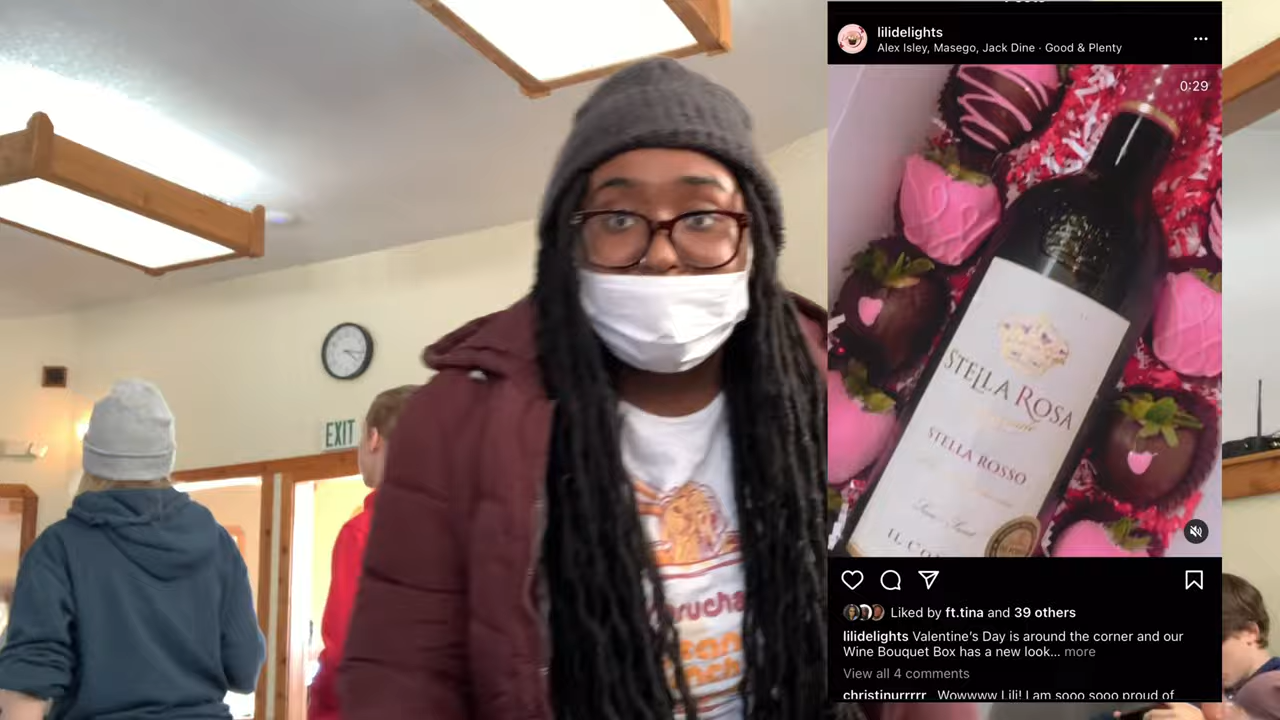 lilidelights
Alex Isley, Masego, Jack Dine · Good & Plenty
0:29
STELLA ROSA
STELLA ROSSO
IL CON
EXIT
Liked by ft.tina and 39 others
lilidelights Valentine's Day is around the corner and our
Wine Bouquet Box has a new look... more
View all 4 comments
christinurrrrr Wowwww Lili! I am sooo sooo proud of